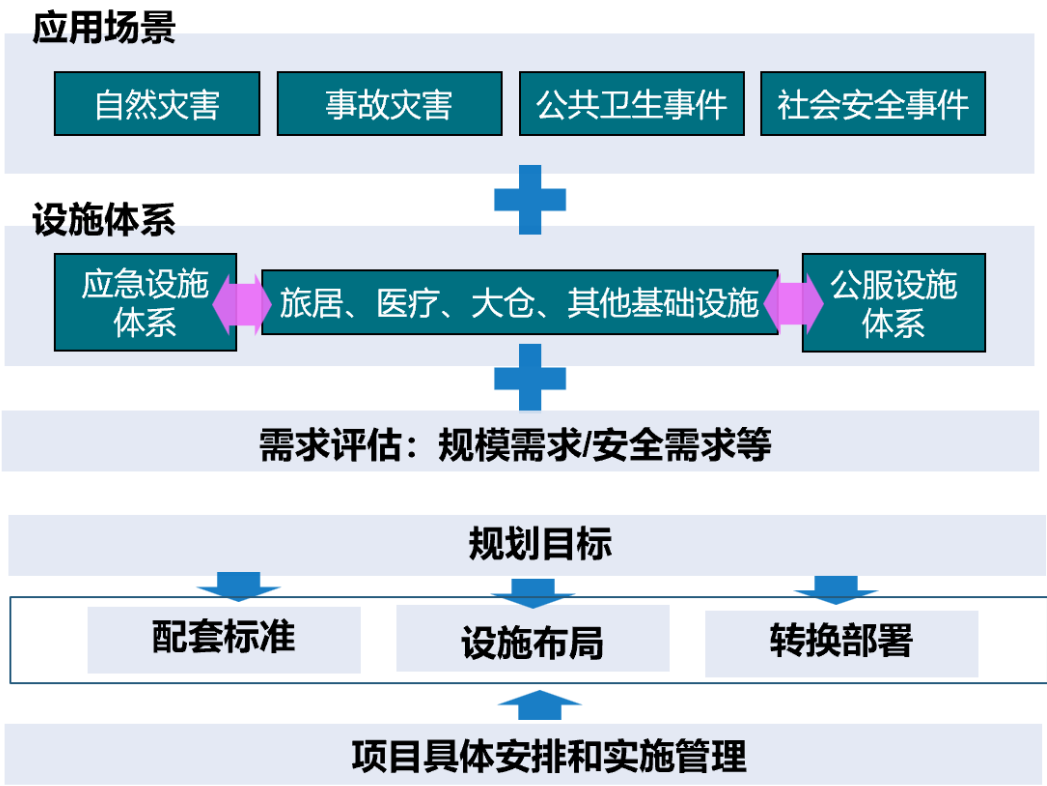 应用场景
自然灾害
事故灾害
公共卫生事件
社会安全事件
设施体系
应急设施
体系
旅居、医疗、大仓、其他基础设施
公服设施
体系
需求评估：规模需求/安全需求等
规划目标
配套标准
设施布局
转换部署
项目具体安排和实施管理